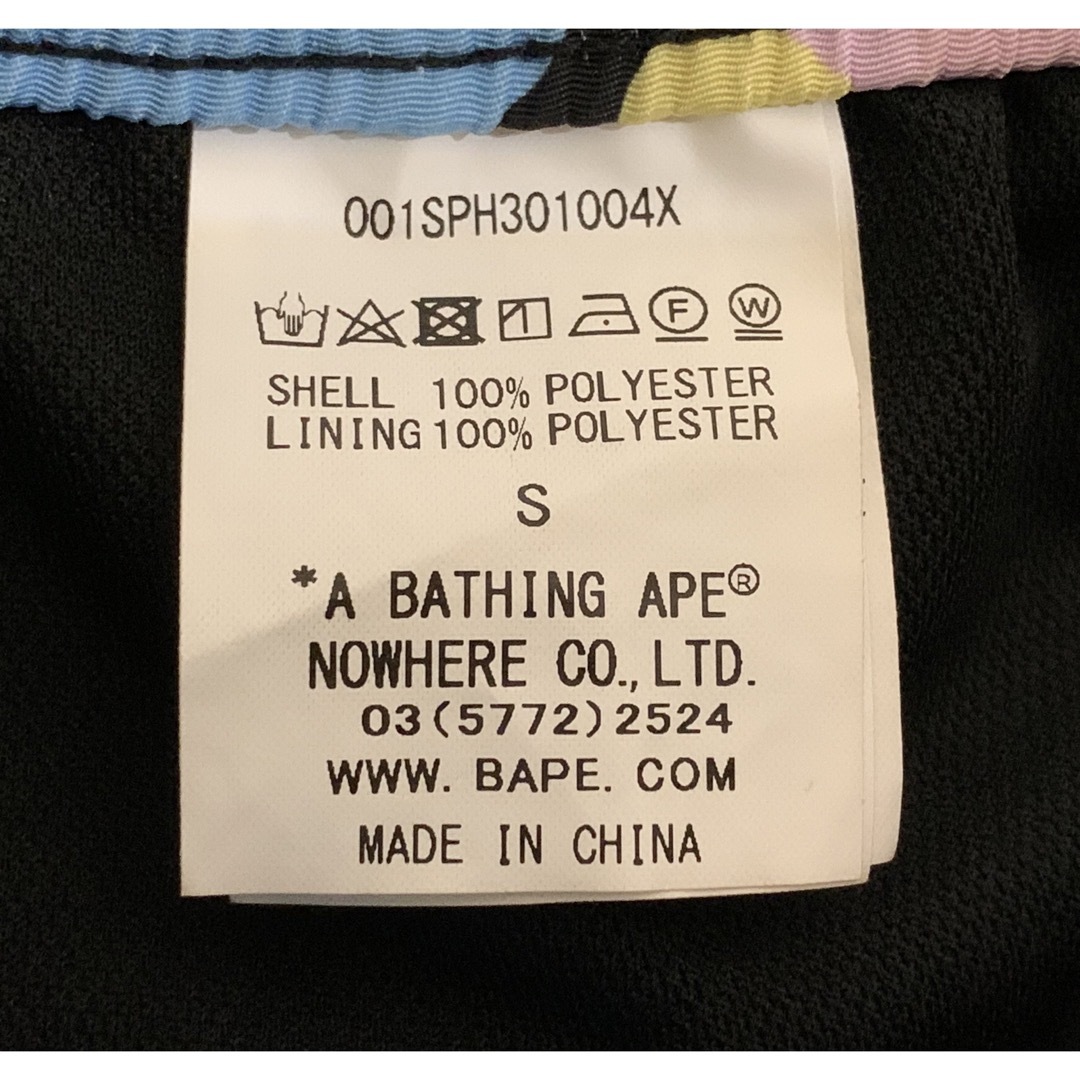 001SPH301004X
F W
SHELL 100% POLYESTER
LINING 100% POLYESTER
S
*A BATHING APE®
NOWHERE CO., LTD.
03(5772)2524
WWW. BAPE. COM
MADE IN CHINA